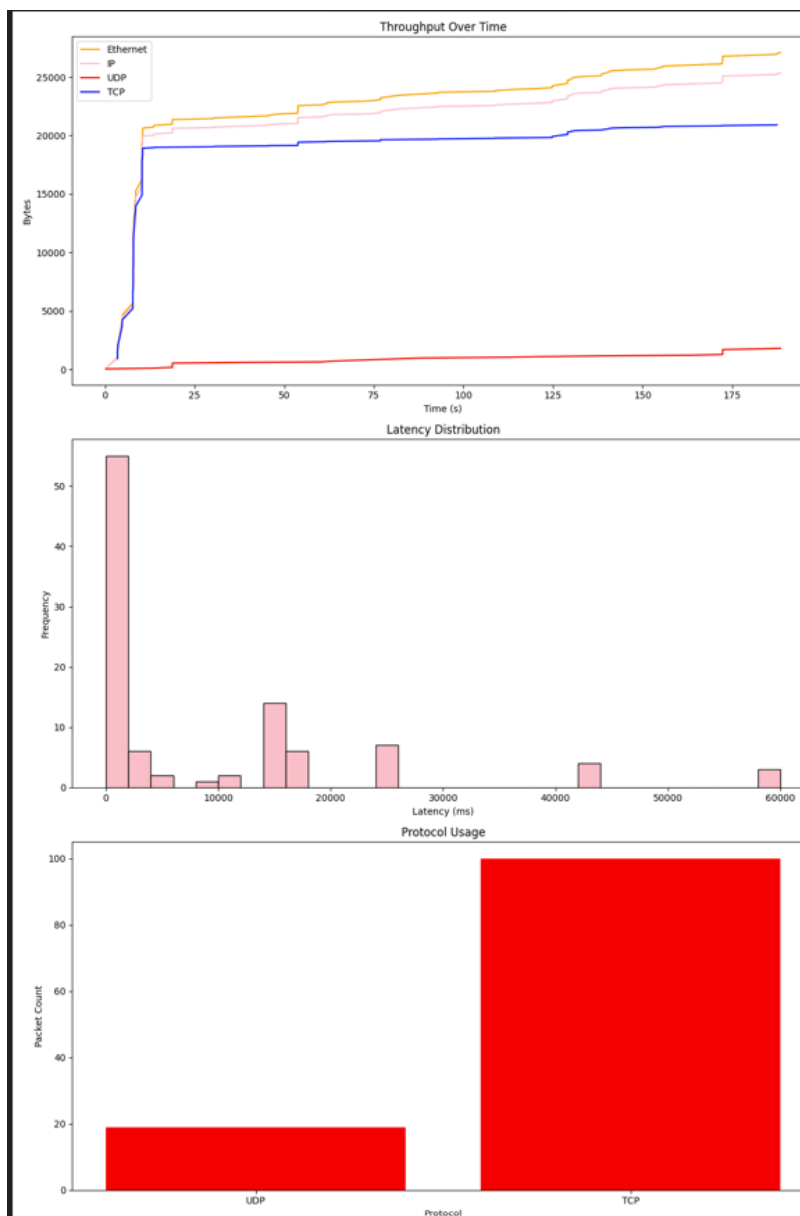 Throughput Over Time
Ethernet
IP
UDP
TCP
25000
20000
15000
10000
5000
0
Bytes
0 25 50 75 100 125 150 175
Time (s)
Latency Distribution
50
40
30
20
10
0
Frequency
0 10000 20000 30000 40000 50000 60000
Latency (ms)
Protocol Usage
100
80
60
40
20
0
Packet Count
UDP TCP
Protocol